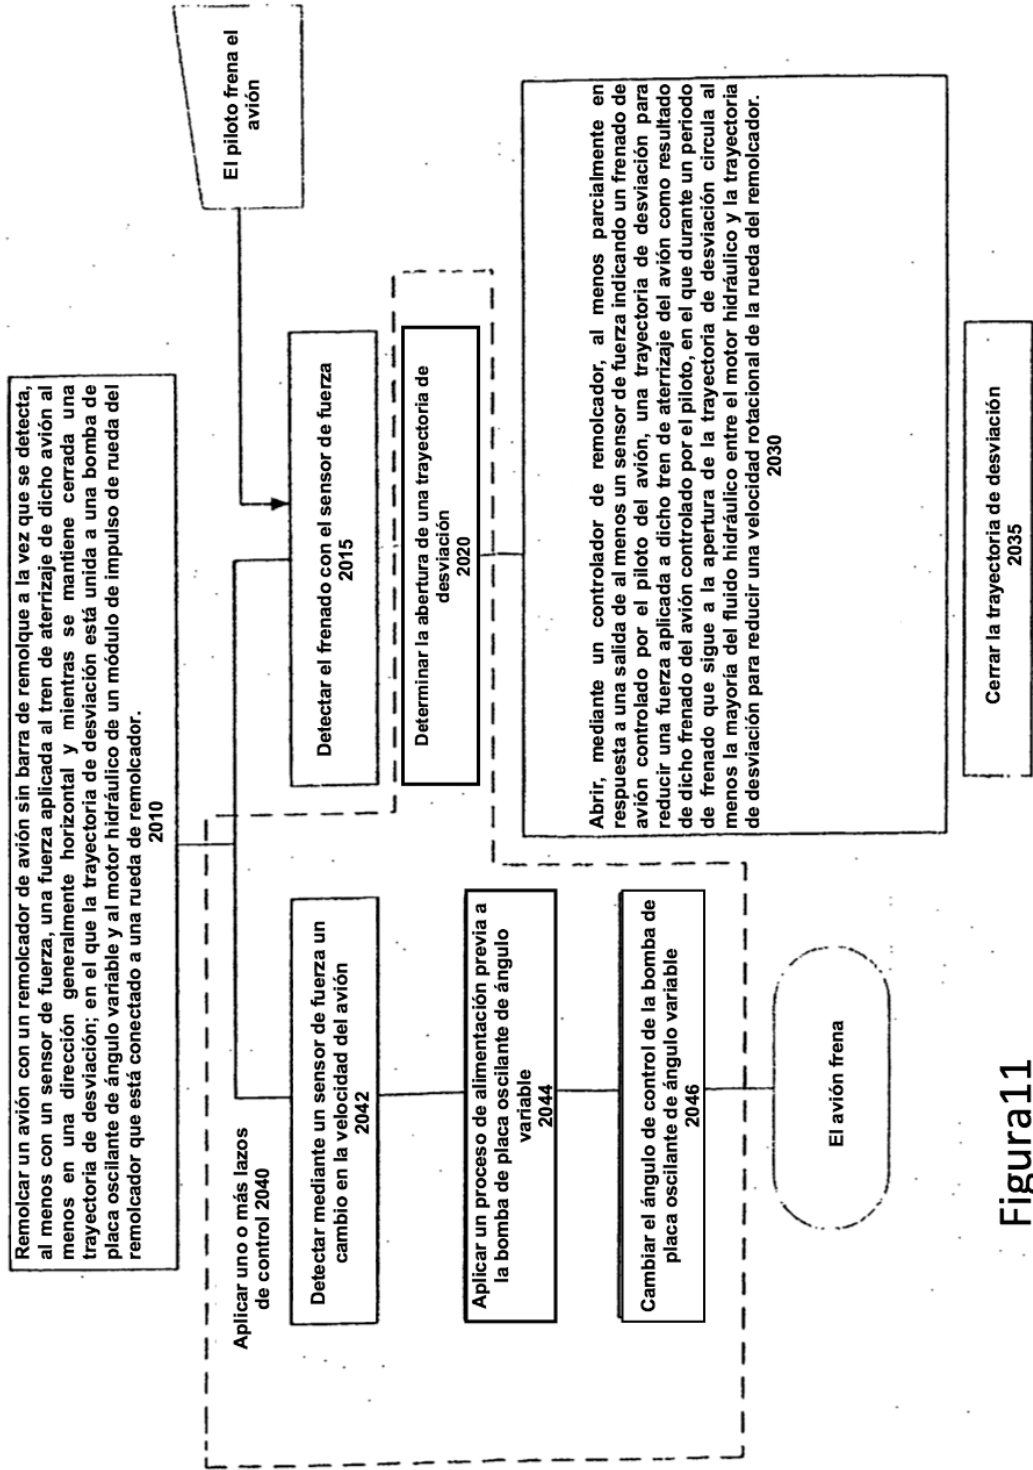 Remolcar un avión con un remolcador de avión sin barra de remolque a la vez que se detecta,
al menos con un sensor de fuerza, una fuerza aplicada al tren de aterrizaje de dicho avión al
menos en una dirección generalmente horizontal y mientras se mantiene cerrada una
trayectoria de desviación; en el que la trayectoria de desviación está unida a una bomba de
placa oscilante de ángulo variable y al motor hidráulico de un módulo de impulso de rueda del
remolcador que está conectado a una rueda de remolcador.
2010
El piloto frena el
avión
Aplicar uno o más lazos
de control 2040
Detectar mediante un sensor de fuerza un
cambio en la velocidad del avión
2042
Aplicar un proceso de alimentación previa a
la bomba de placa oscilante de ángulo
variable
2044
Cambiar el ángulo de control de la bomba de
placa oscilante de ángulo variable
2046
El avión frena
Detectar el frenado con el sensor de fuerza
2015
Determinar la abertura de una trayectoria de
desviación
2020
Abrir, mediante un controlador de remolcador, al menos parcialmente en
respuesta a una salida de al menos un sensor de fuerza indicando un frenado de
avión controlado por el piloto del avión, una trayectoria de desviación para
reducir una fuerza aplicada a dicho tren de aterrizaje del avión como resultado
de dicho frenado del avión controlado por el piloto, en el que durante un periodo
de frenado que sigue a la apertura de la trayectoria de desviación circula al
menos la mayoría del fluido hidráulico entre el motor hidráulico y la trayectoria
de desviación para reducir una velocidad rotacional de la rueda del remolcador.
2030
Cerrar la trayectoria de desviación
2035
Figura11